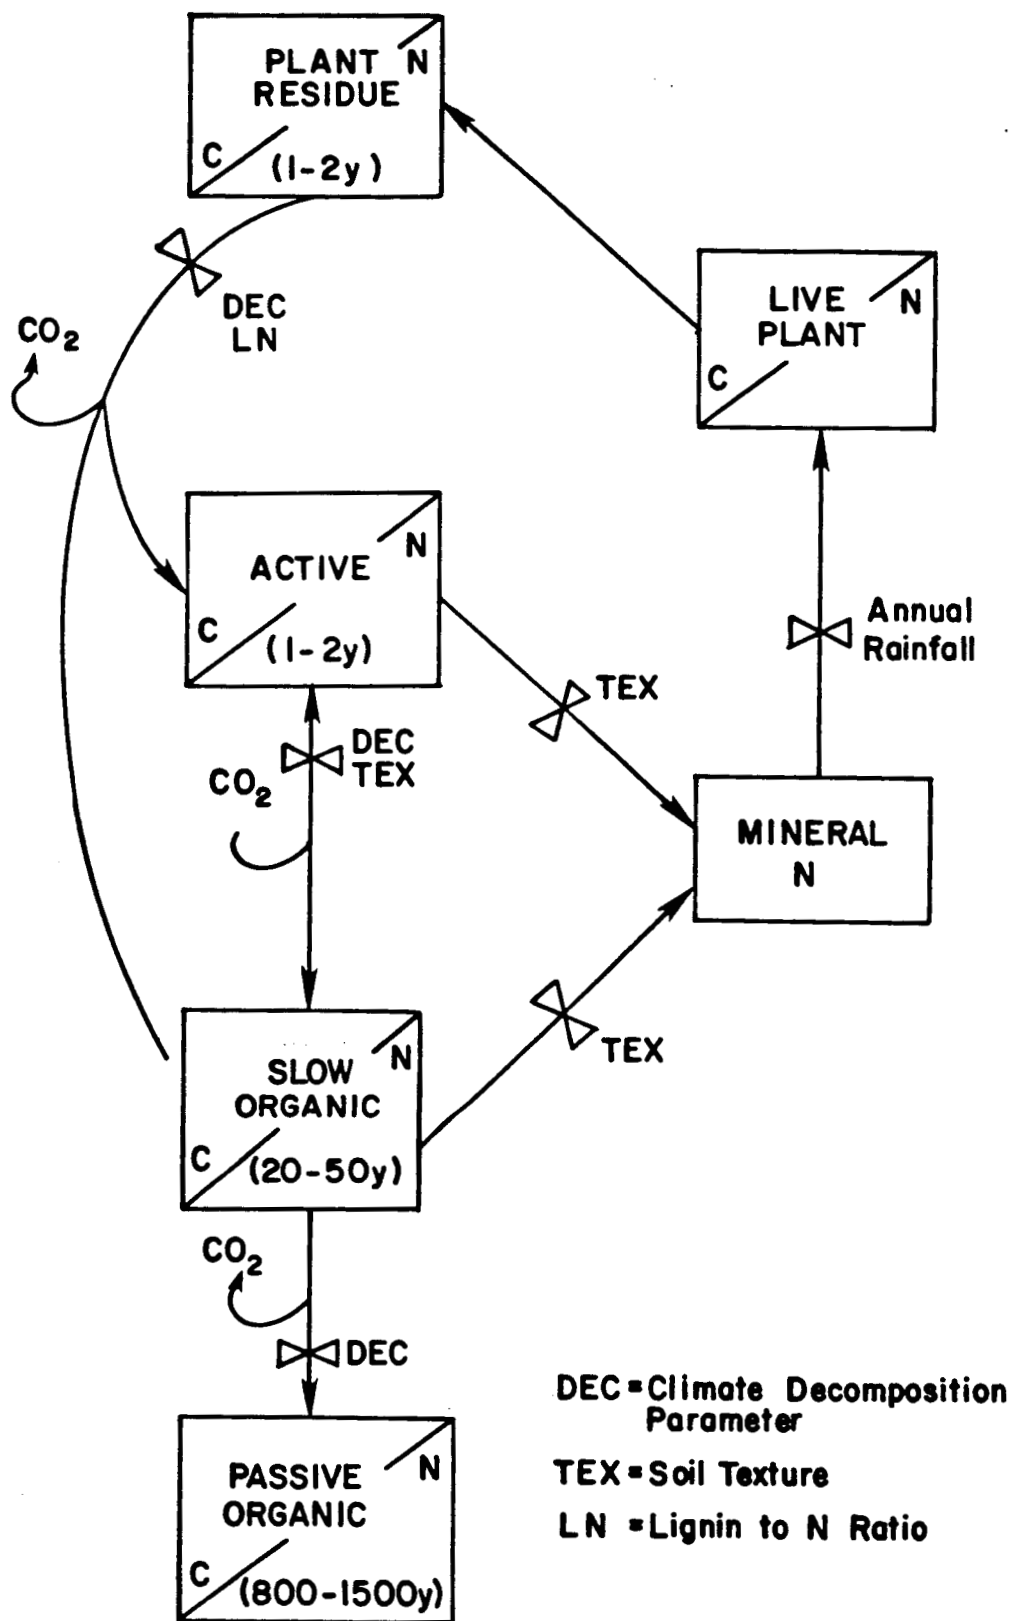 PLANT N
RESIDUE
C
(1-2y)
DEC
LN
CO2
LIVE N
PLANT
C
N
ACTIVE
C
(1-2y)
Annual
Rainfall
TEX
DEC
TEX
CO2
MINERAL
N
N
SLOW
ORGANIC
C
(20-50y)
TEX
CO2
DEC
N
PASSIVE
ORGANIC
C
(800-1500y)
DEC=Climate Decomposition
Parameter
TEX=Soil Texture
LN =Lignin to N Ratio